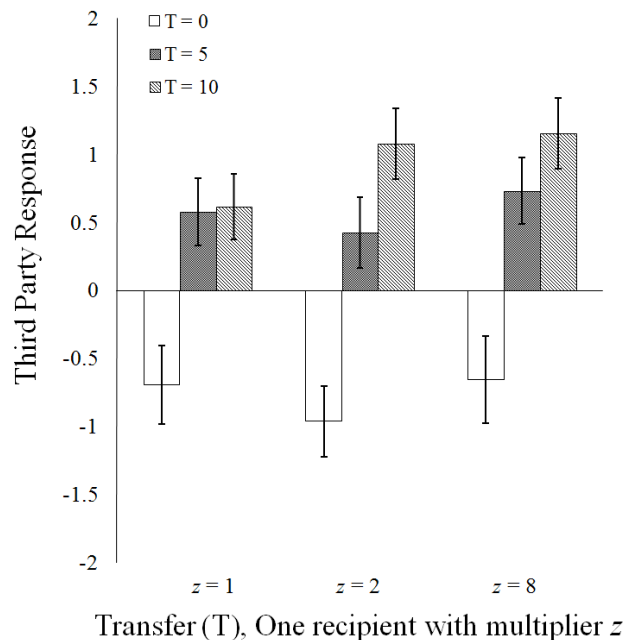 2
T = 0
T = 5
1.5
T = 10
1
0.5
0
-0.5
-1
-1.5
-2
Third Party Response
z = 1 z = 2 z = 8
Transfer (T), One recipient with multiplier z